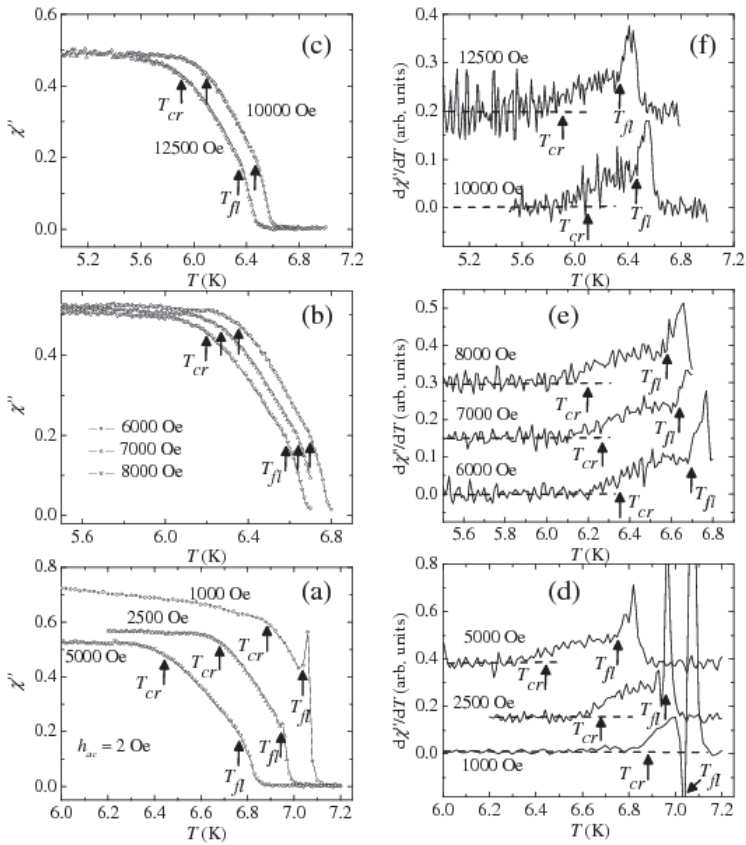 (c)
0.6
0.4
0.2
0.0
χ''
T_cr
10000 Oe
12500 Oe
T_fl
5.2 5.6 6.0 6.4 6.8 7.2
T (K)
(b)
0.4
0.2
0.0
χ''
T_cr
6000 Oe
7000 Oe
8000 Oe
T_fl
5.6 6.0 6.4 6.8
T (K)
(a)
0.8
0.6
0.4
0.2
0.0
χ''
1000 Oe
2500 Oe
5000 Oe
T_cr
T_cr
T_cr
T_fl
T_fl
T_fl
h_ac = 2 Oe
6.0 6.2 6.4 6.6 6.8 7.0 7.2
T (K)
(f)
0.4
0.3
0.2
0.1
0.0
dχ''/dT (arb, units)
12500 Oe
T_cr
T_fl
10000 Oe
T_cr
T_fl
5.2 5.6 6.0 6.4 6.8 7.2
T (K)
(e)
0.5
0.4
0.3
0.2
0.1
0.0
dχ''/dT (arb, units)
8000 Oe
T_cr
T_fl
7000 Oe
T_cr
T_fl
6000 Oe
T_cr
T_fl
5.6 5.8 6.0 6.2 6.4 6.6 6.8
T (K)
(d)
0.8
0.6
0.4
0.2
0.0
dχ''/dT (arb, units)
5000 Oe
T_cr
T_fl
2500 Oe
T_cr
T_fl
1000 Oe
T_cr
T_fl
6.0 6.2 6.4 6.6 6.8 7.0 7.2
T (K)